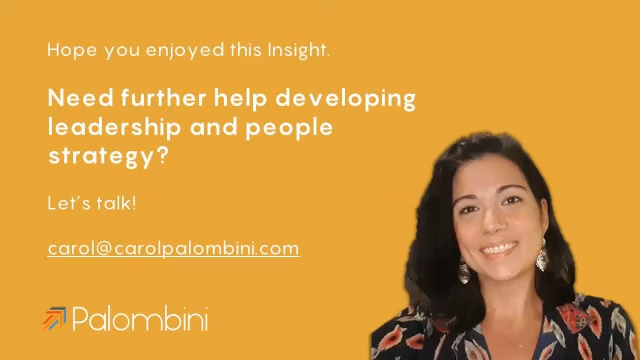 Hope you enjoyed this Insight.
Need further help developing
leadership and people
strategy?
Let's talk!
carol@carolpalombini.com
Palombini